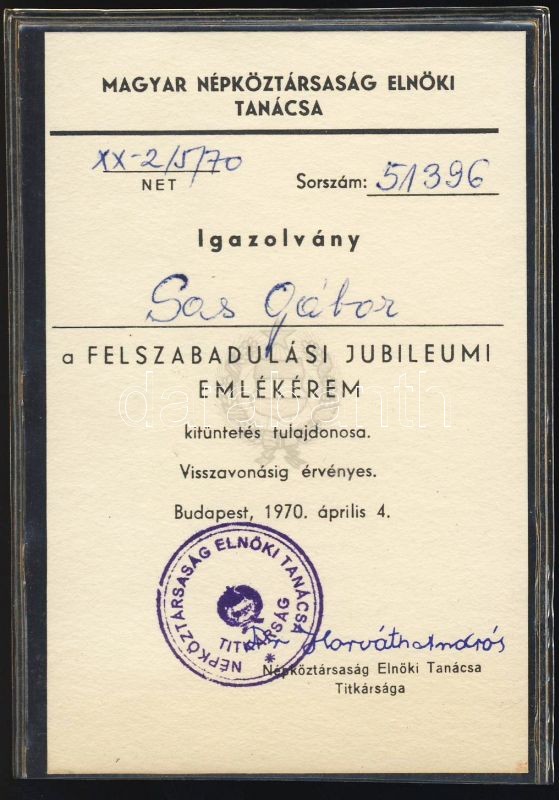 MAGYAR NÉPKÖZTÁRSASÁG ELNÖKI
TANÁCSA
XX-2/5/70
NET
Sorszám: 51396
Igazolvány
Sas Gábor
a FELSZABADULÁSI JUBILEUMI
EMLÉKÉREM
kitüntetés tulajdonosa.
Visszavonásig érvényes.
Budapest, 1970. április 4.
NÉPKÖZTÁRSASÁG ELNÖKI TANÁCSA
TITKÁRSÁG
Horváth András
Népköztársaság Elnöki Tanácsa
Titkársága